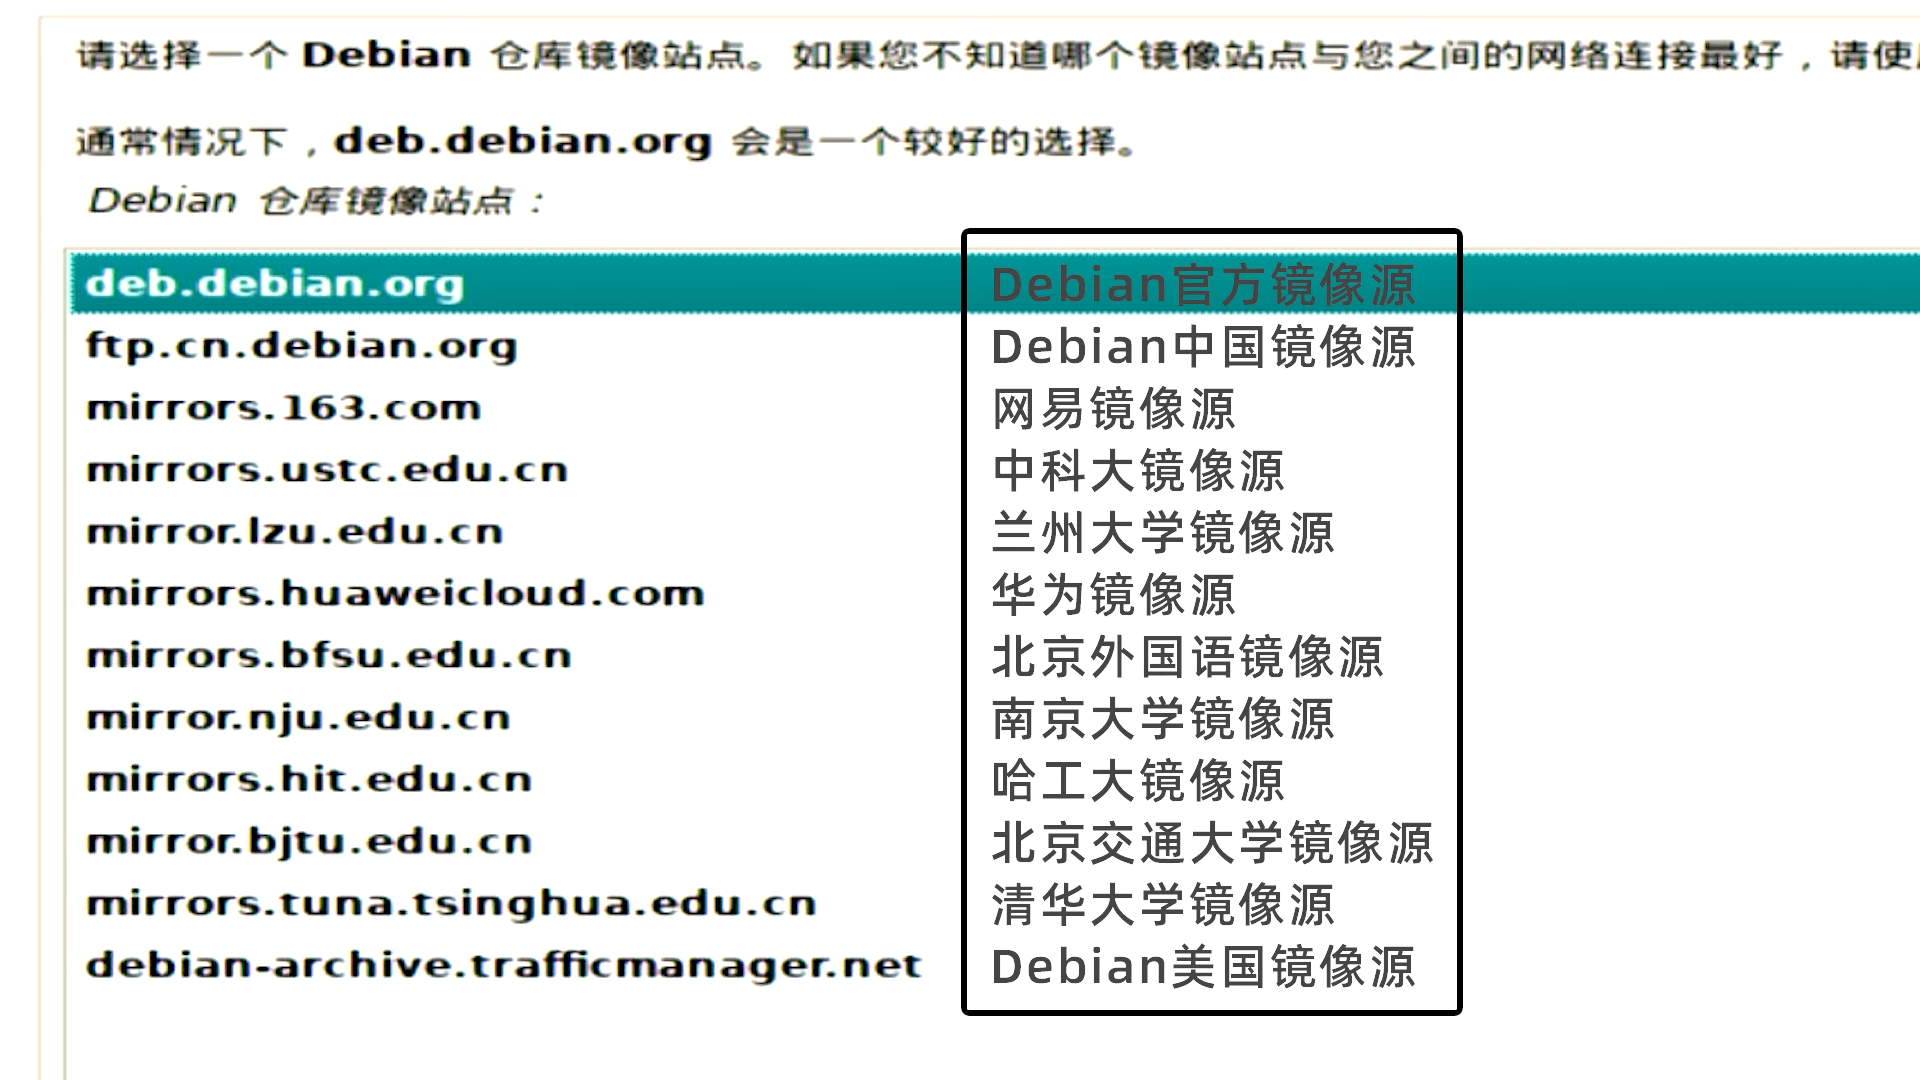 请选择一个 Debian 仓库镜像站点。如果您不知道哪个镜像站点与您之间的网络连接最好，请使
通常情况下，deb.debian.org 会是一个较好的选择。
Debian 仓库镜像站点：
deb.debian.org Debian官方镜像源
ftp.cn.debian.org Debian中国镜像源
mirrors.163.com 网易镜像源
mirrors.ustc.edu.cn 中科大镜像源
mirror.lzu.edu.cn 兰州大学镜像源
mirrors.huaweicloud.com 华为镜像源
mirrors.bfsu.edu.cn 北京外国语镜像源
mirror.nju.edu.cn 南京大学镜像源
mirrors.hit.edu.cn 哈工大镜像源
mirror.bjtu.edu.cn 北京交通大学镜像源
mirrors.tuna.tsinghua.edu.cn 清华大学镜像源
debian-archive.trafficmanager.net Debian美国镜像源